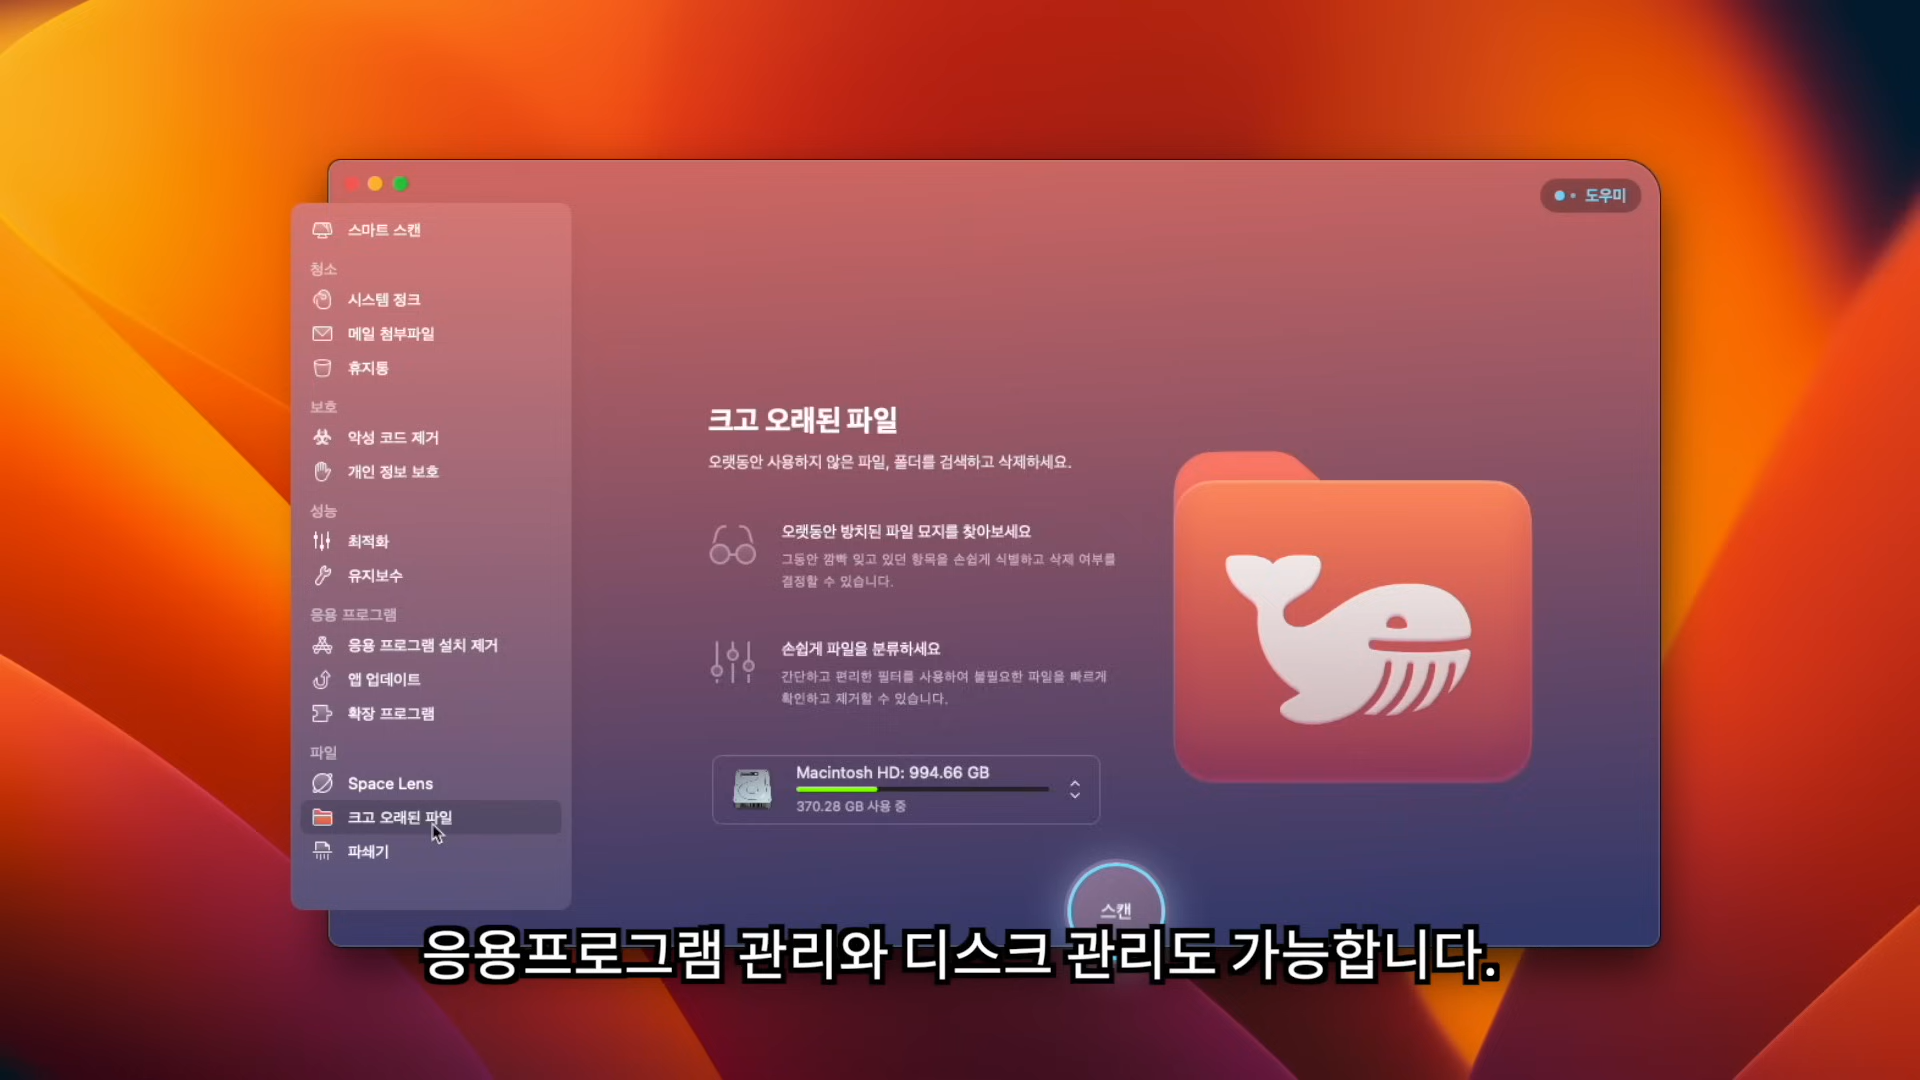 도우미
스마트 스캔
청소
시스템 정크
메일 첨부파일
휴지통
보호
악성 코드 제거
개인 정보 보호
성능
최적화
유지보수
응용 프로그램
응용 프로그램 설치 제거
앱 업데이트
확장 프로그램
파일
Space Lens
크고 오래된 파일
파쇄기
크고 오래된 파일
오랫동안 사용하지 않은 파일, 폴더를 검색하고 삭제하세요.
오랫동안 방치된 파일 묘지를 찾아보세요
그동안 깜빡 잊고 있던 항목을 손쉽게 식별하고 삭제 여부를
결정할 수 있습니다.
손쉽게 파일을 분류하세요
간단하고 편리한 필터를 사용하여 불필요한 파일을 빠르게
확인하고 제거할 수 있습니다.
Macintosh HD: 994.66 GB
370.28 GB 사용 중
스캔
응용프로그램 관리와 디스크 관리도 가능합니다.